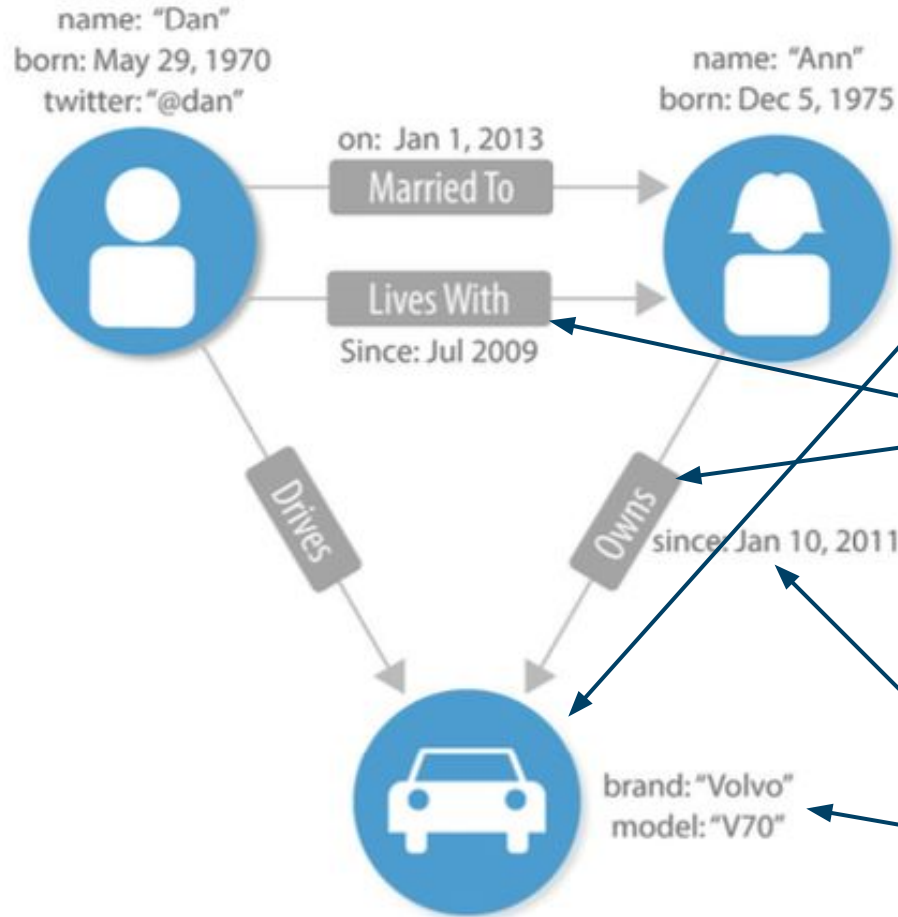 name: “Dan”
born: May 29, 1970
twitter: “@dan”
name: “Ann”
born: Dec 5, 1975
on: Jan 1, 2013
Married To
Lives With
Since: Jul 2009
Drives
Owns
since: Jan 10, 2011
brand: “Volvo”
model: “V70”